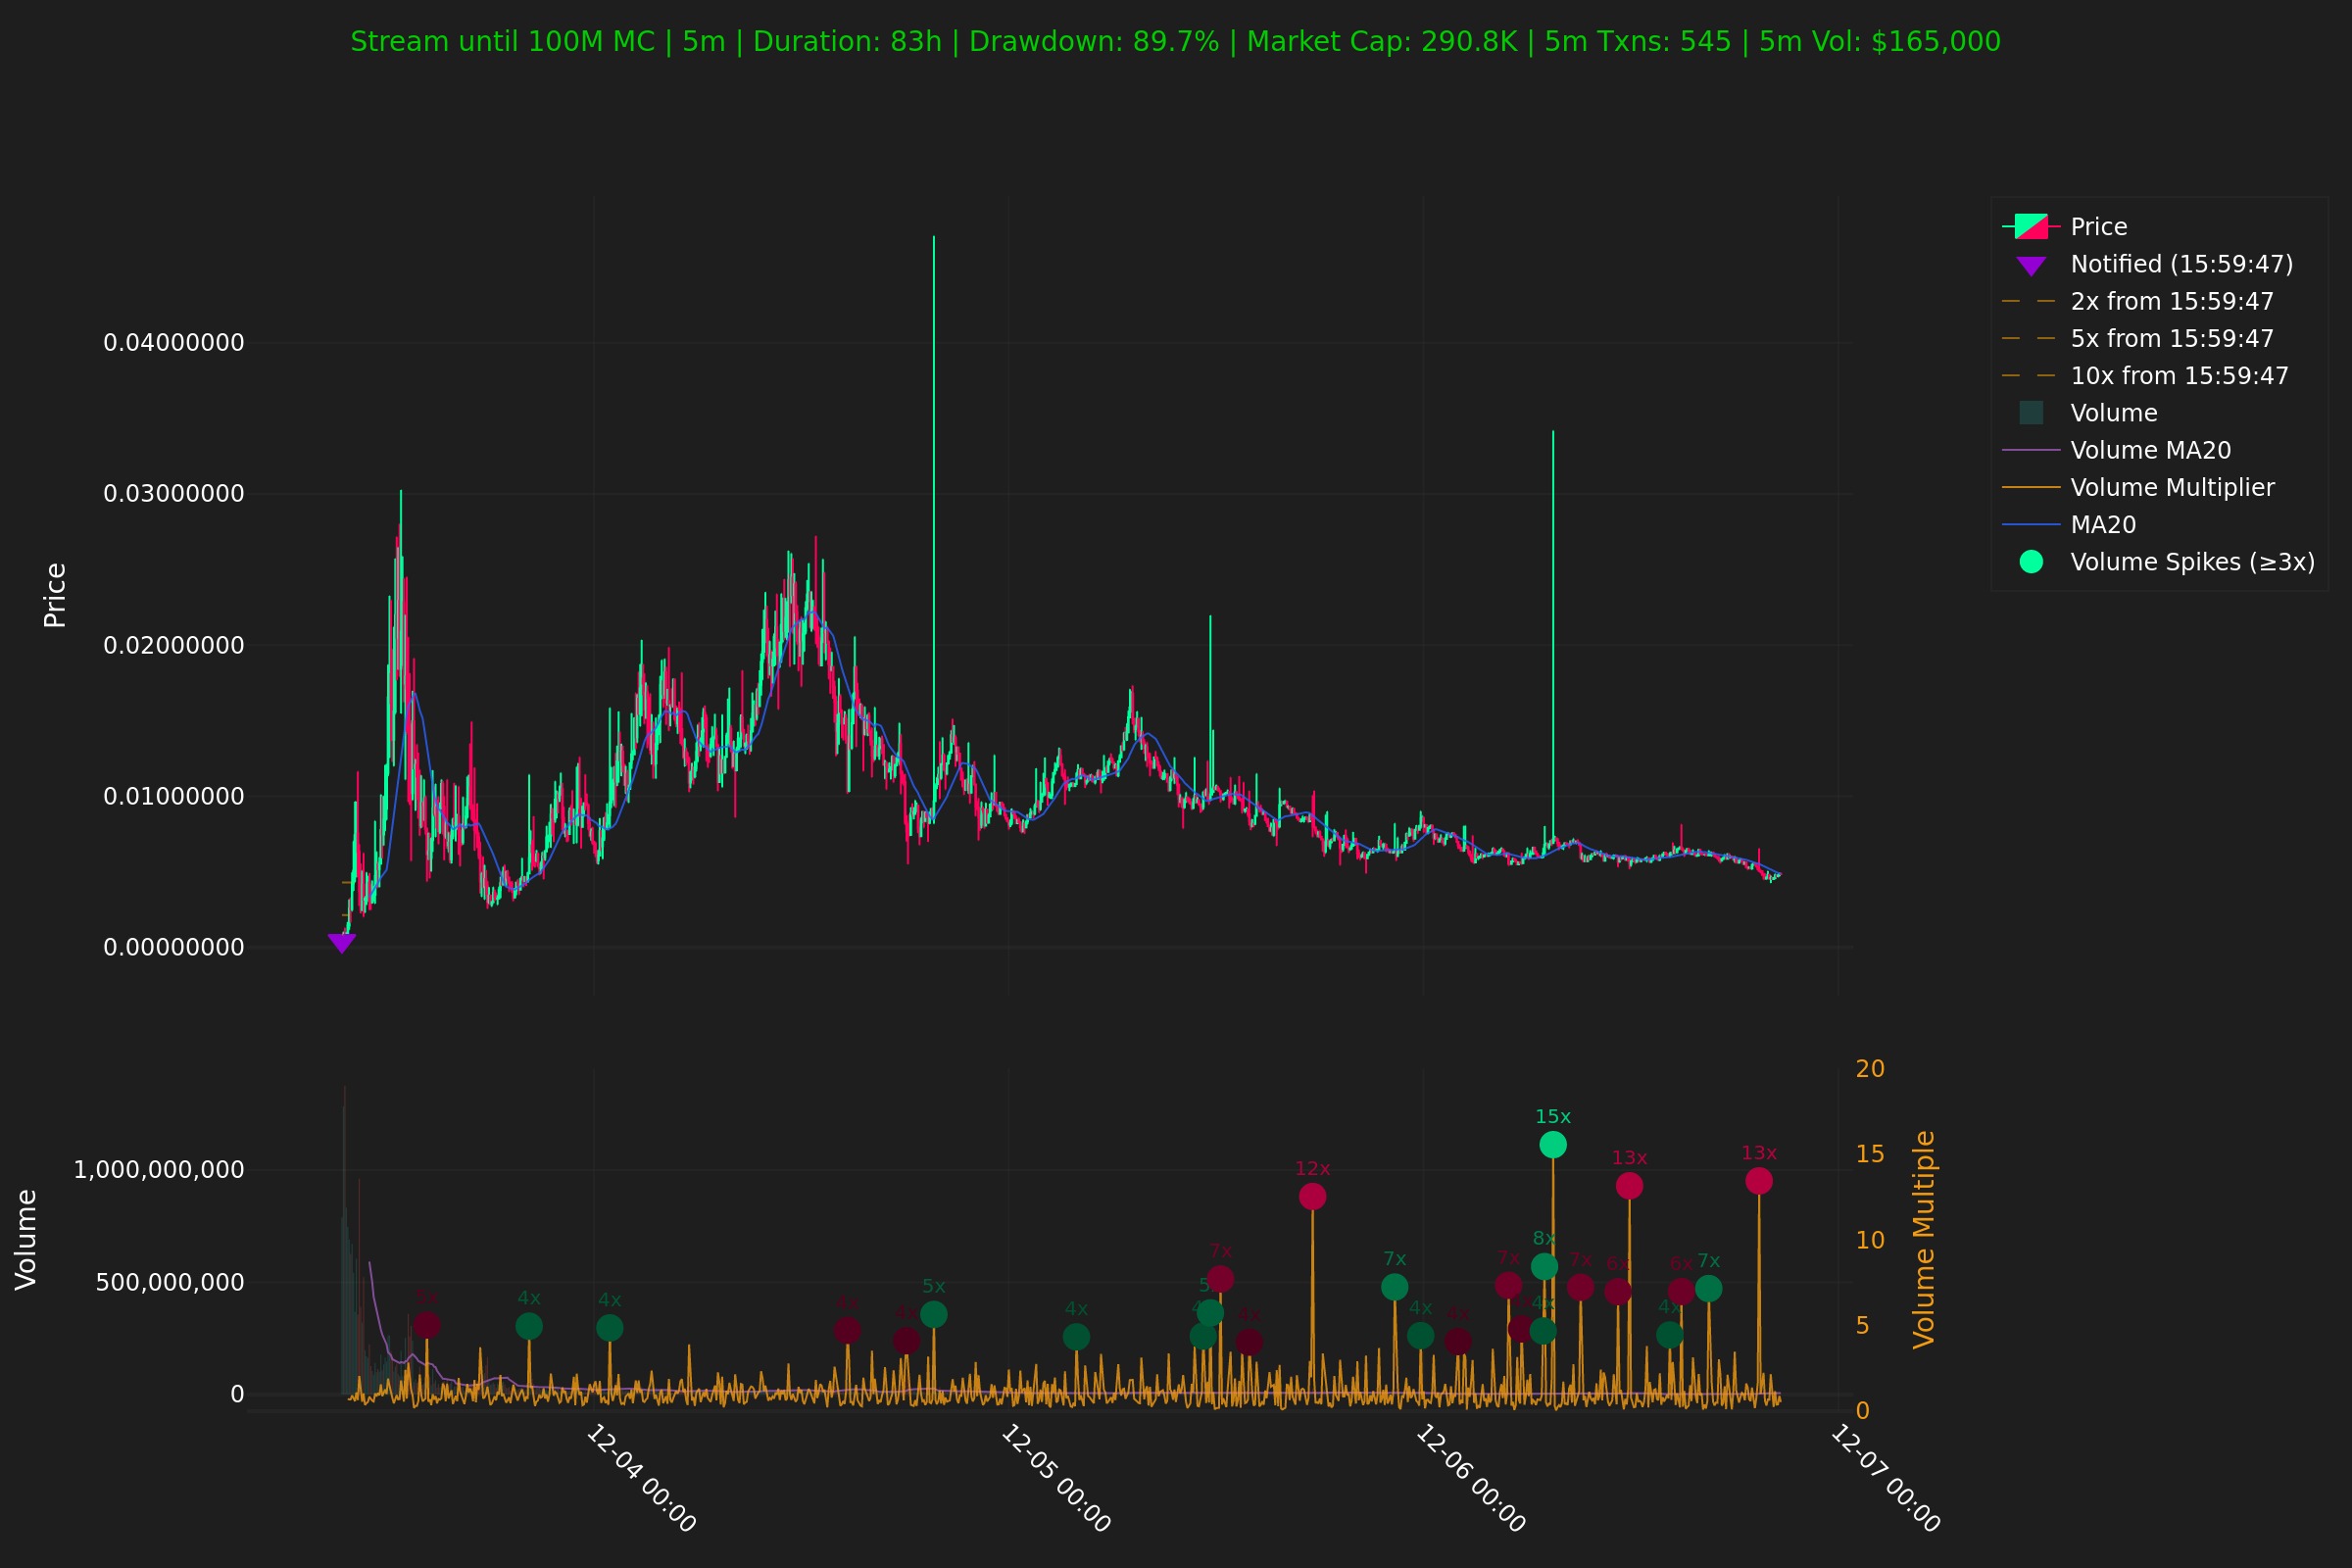 Stream until 100M MC | 5m | Duration: 83h | Drawdown: 89.7% | Market Cap: 290.8K | 5m Txns: 545 | 5m Vol: $165,000
Price
0.04000000
0.03000000
0.02000000
0.01000000
0.00000000
Price
Notified (15:59:47)
2x from 15:59:47
5x from 15:59:47
10x from 15:59:47
Volume
Volume MA20
Volume Multiplier
MA20
Volume Spikes (≥3x)
Volume
1,000,000,000
500,000,000
0
5x
4x
4x
4x
4x
5x
4x
7x
4x
12x
7x
4x
4x
7x
8x
4x
15x
7x
6x
13x
4x
6x
7x
13x
20
15
10
5
0
Volume Multiple
12-04 00:00
12-05 00:00
12-06 00:00
12-07 00:00